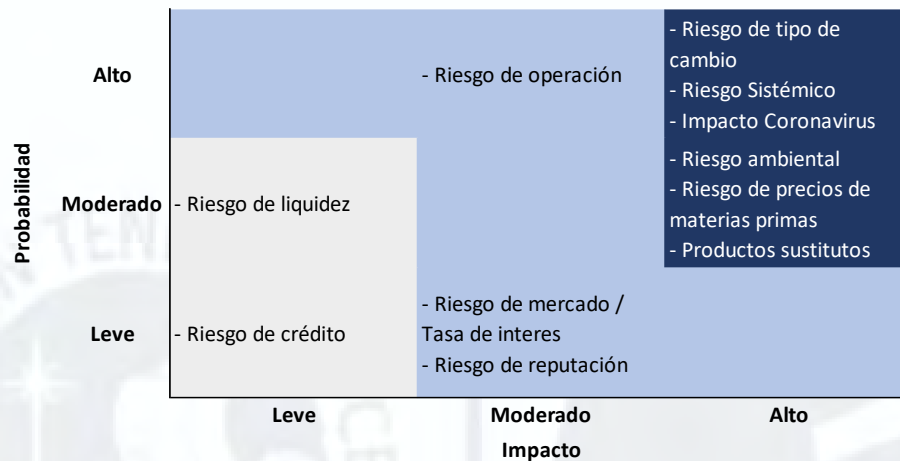 Probabilidad
Alto
- Riesgo de operación
- Riesgo de tipo de
cambio
- Riesgo Sistémico
- Impacto Coronavirus
Moderado
- Riesgo de liquidez
- Riesgo ambiental
- Riesgo de precios de
materias primas
- Productos sustitutos
Leve
- Riesgo de crédito
- Riesgo de mercado /
Tasa de interes
- Riesgo de reputación
Leve
Moderado
Alto
Impacto